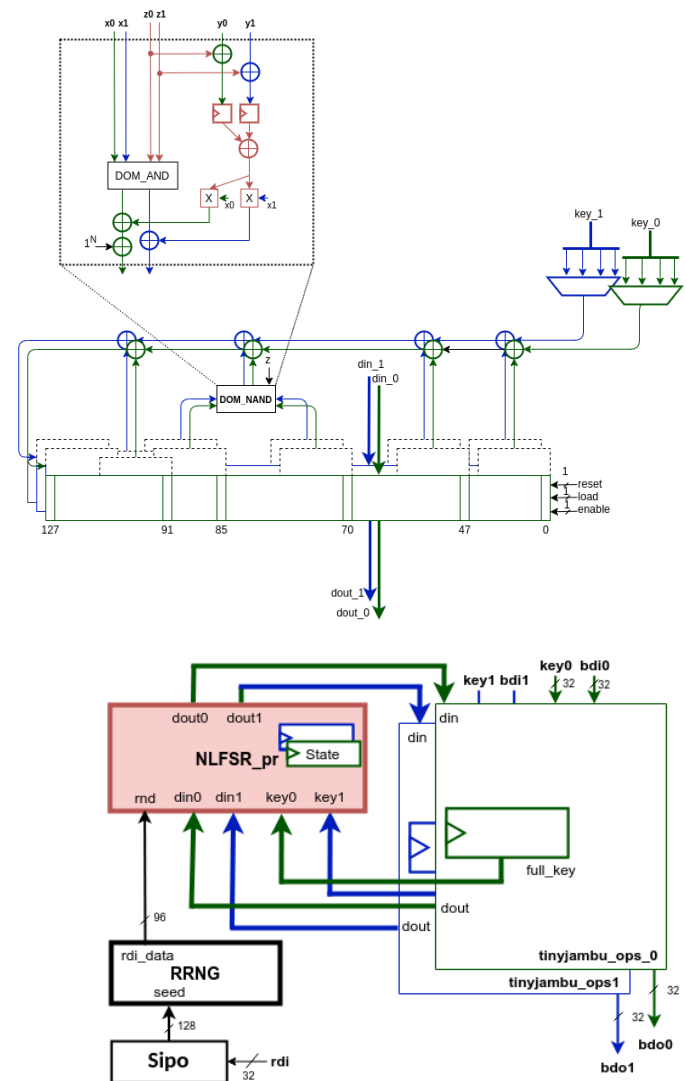 x0 x1 z0 z1 y0 y1
DOM_AND
X x0 X x1
1N
key_1
key_0
z
din_1
din_0
DOM_NAND
1
reset
1
load
1
enable
127 91 85 70 47 0
dout_1
dout_0
key1 bdi1 key0 bdi0
32 32
dout0 dout1
din
din
State
NLFSR_pr
rnd din0 din1 key0 key1
full_key
dout
dout
96
rdi_data
RRNG
seed
tinyjambu_ops_0
tinyjambu_ops1
32
32
128
bdo0
Sipo
rdi
32
bdo1